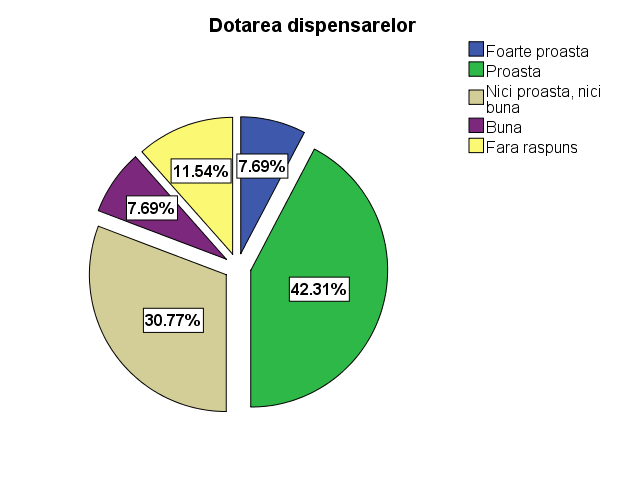 Dotarea dispensarelor
Foarte proasta
Proasta
Nici proasta, nici
buna
Buna
Fara raspuns
7.69%
11.54%
7.69%
42.31%
30.77%